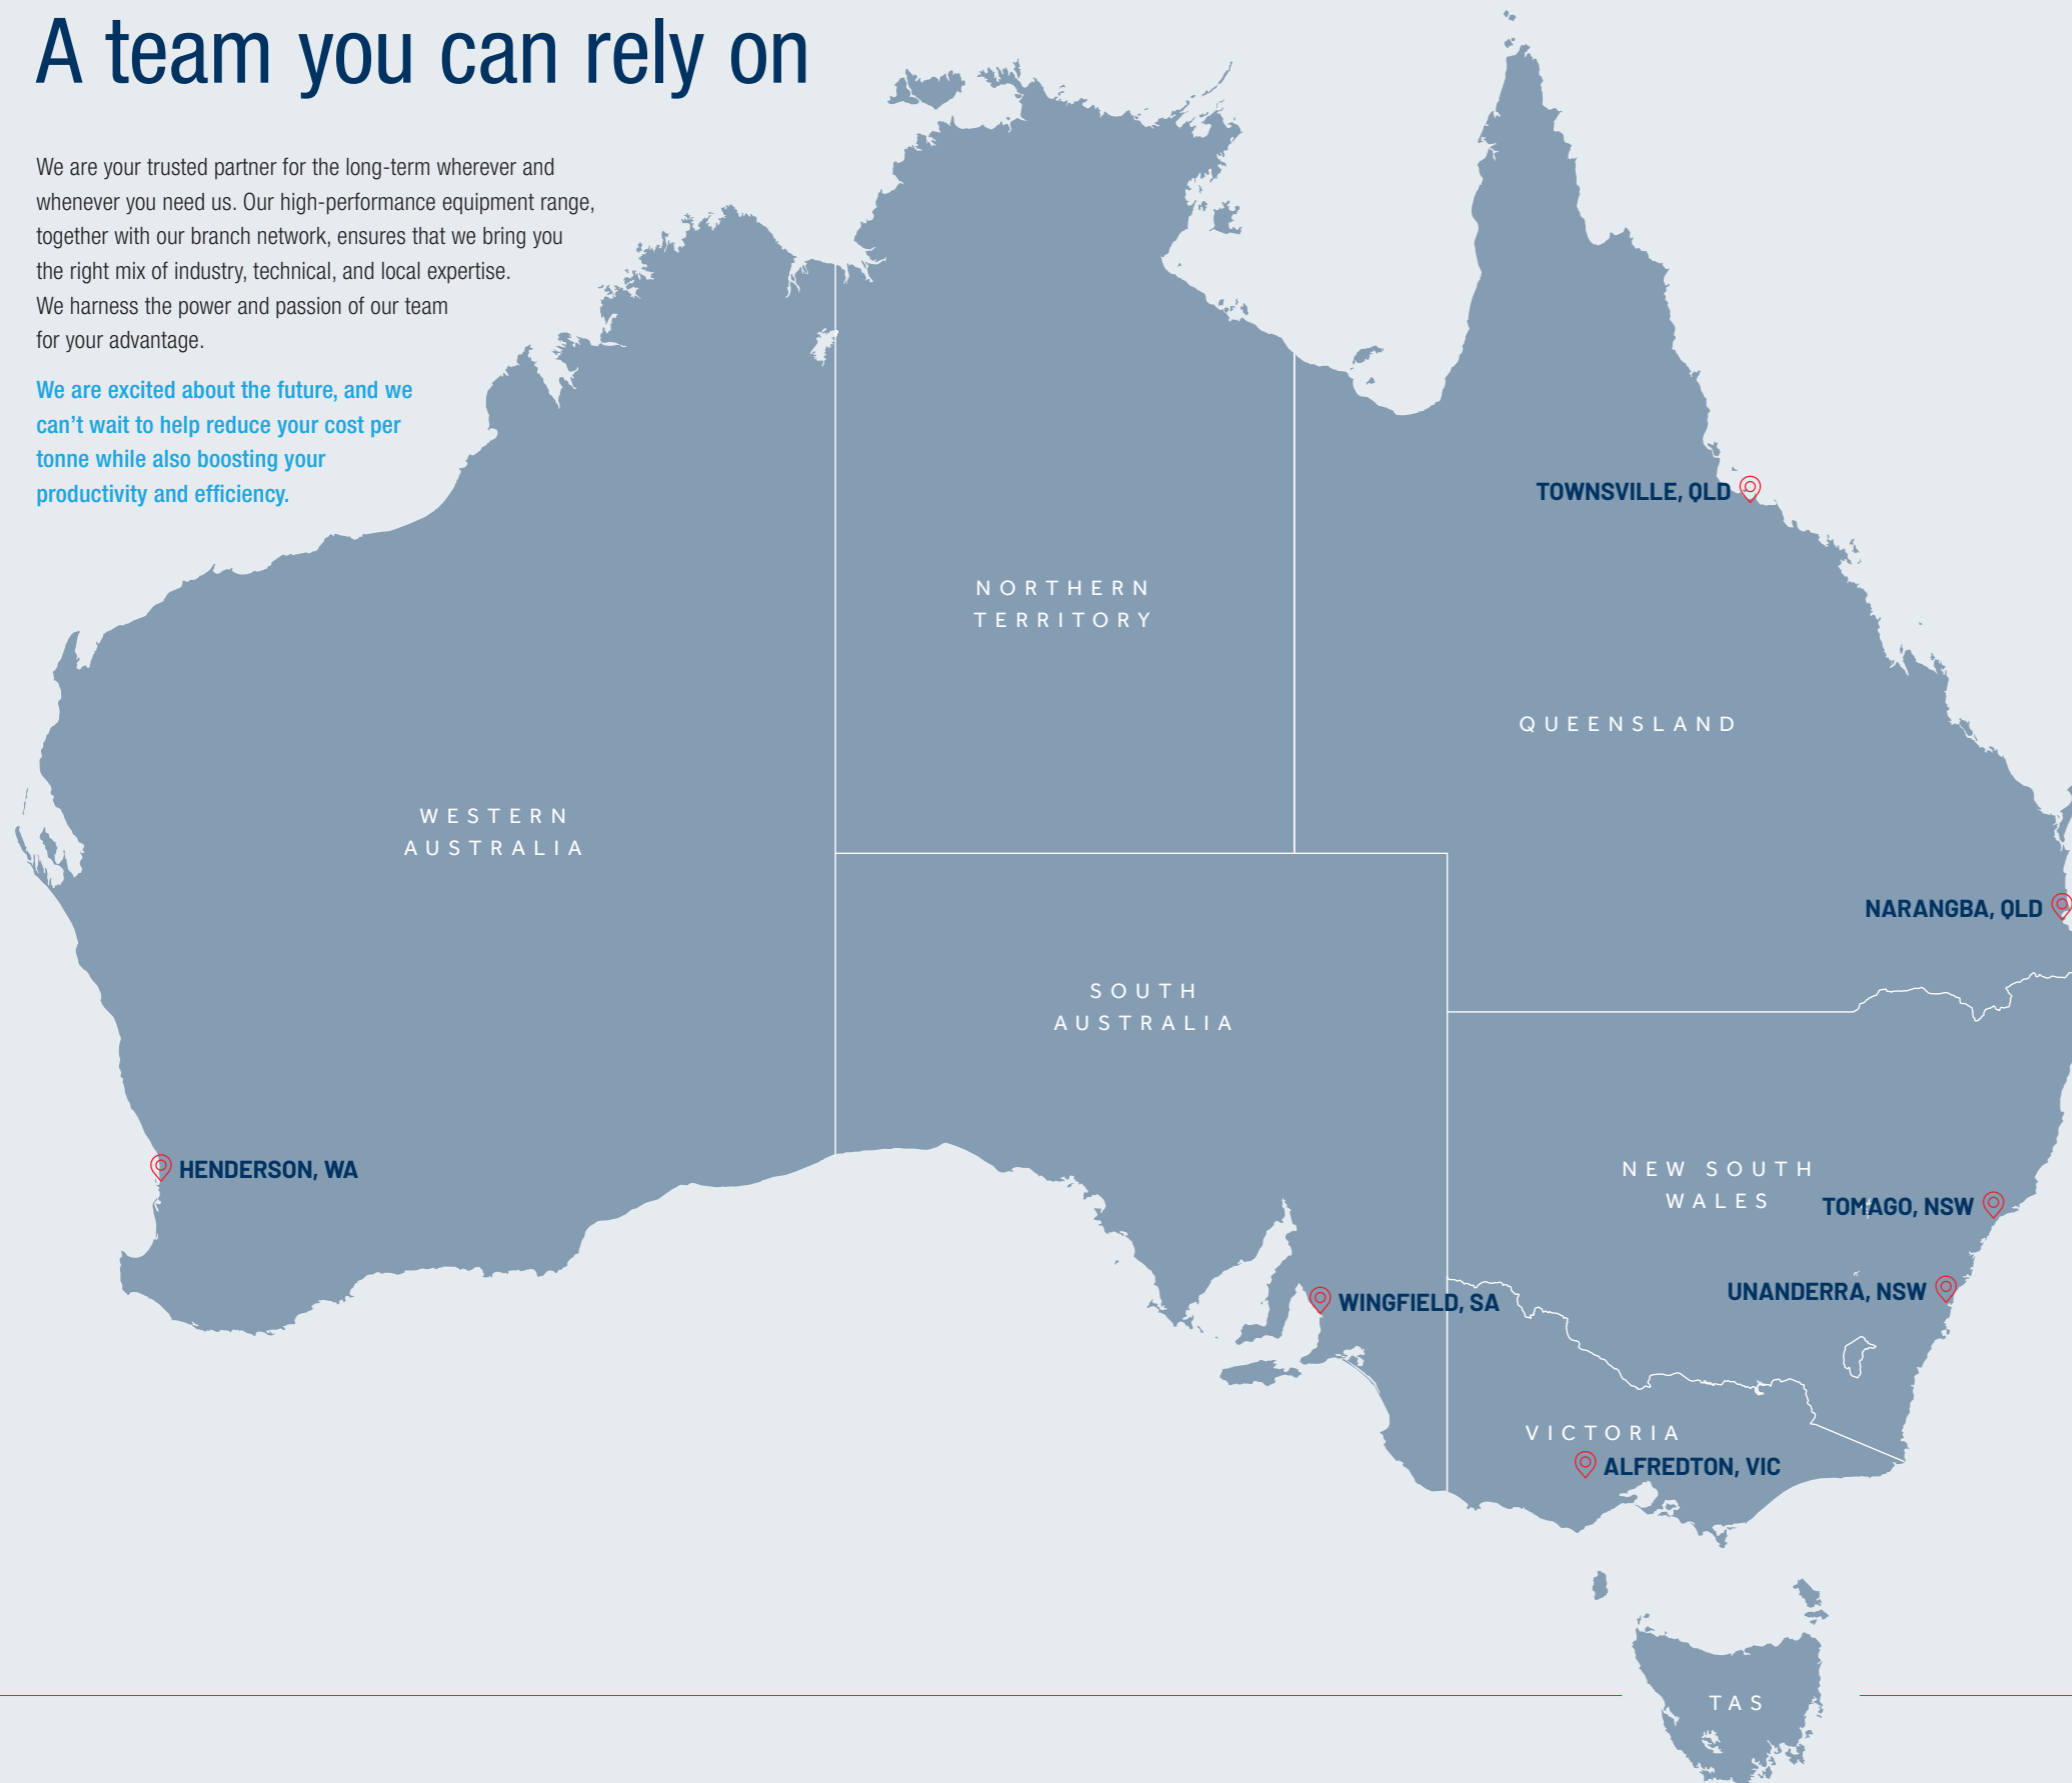 A team you can rely on
We are your trusted partner for the long-term wherever and
whenever you need us. Our high-performance equipment range,
together with our branch network, ensures that we bring you
the right mix of industry, technical, and local expertise.
We harness the power and passion of our team
for your advantage.
We are excited about the future, and we
can’t wait to help reduce your cost per
tonne while also boosting your
productivity and efficiency.
TOWNSVILLE, QLD
NORTHERN
TERRITORY
QUEENSLAND
WESTERN
AUSTRALIA
NARANGBA, QLD
SOUTH
AUSTRALIA
HENDERSON, WA
NEW SOUTH
WALES
TOMAGO, NSW
UNANDERRA, NSW
WINGFIELD, SA
VICTORIA
ALFREDTON, VIC
TAS